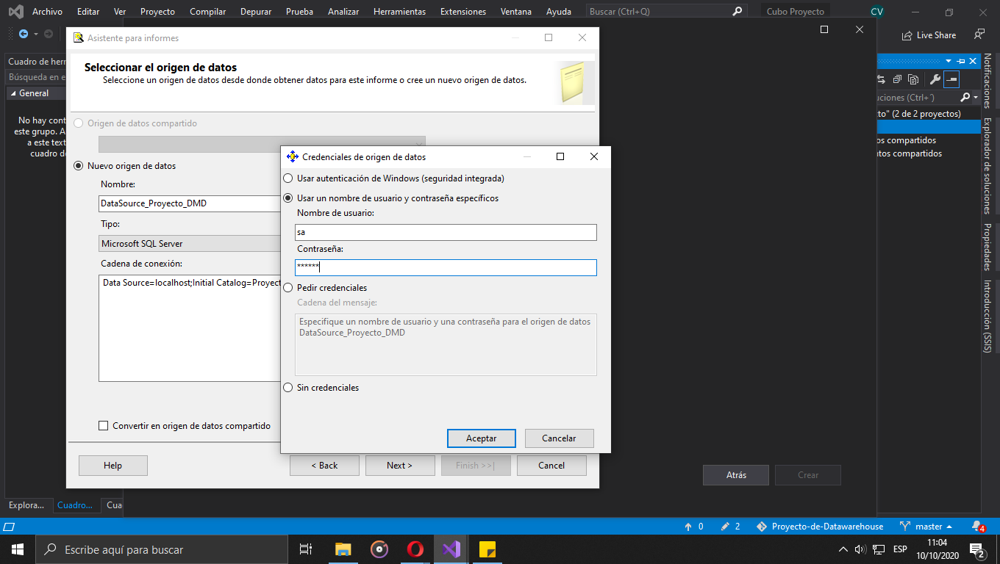 Archivo Editar Ver Proyecto Compilar Depurar Prueba Analizar Herramientas Extensiones Ventana Ayuda Buscar (Ctrl+Q) Cubo Proyecto CV
Live Share
Asistente para informes
Cuadro de her
Búsqueda en e
General
No hay cont
este grupo. A
a este text
cuadro de
Seleccionar el origen de datos
Seleccione un origen de datos desde donde obtener datos para este informe o cree un nuevo origen de datos.
Origen de datos compartido
Nuevo origen de datos
Nombre:
DataSource_Proyecto_DMD
Tipo:
Microsoft SQL Server
Cadena de conexión:
Data Source=localhost;Initial Catalog=Proyect
Convertir en origen de datos compartido
Help
< Back
Next >
Finish >>|
Cancel
Credenciales de origen de datos
Usar autenticación de Windows (seguridad integrada)
Usar un nombre de usuario y contraseña específicos
Nombre de usuario:
sa
Contraseña:
******
Pedir credenciales
Cadena del mensaje:
Especifique un nombre de usuario y una contraseña para el origen de datos
DataSource_Proyecto_DMD
Sin credenciales
Aceptar
Cancelar
Atrás
Crear
uciones (Ctrl+´)
to" (2 de 2 proyectos)
os compartidos
tos compartidos
Notificaciones
Explorador de soluciones
Propiedades
Introducción (SSIS)
Explora...
Cuadro...
Cua
0
2
Proyecto-de-Datawarehouse
master
4
Escribe aquí para buscar
ESP
11:04
10/10/2020
2